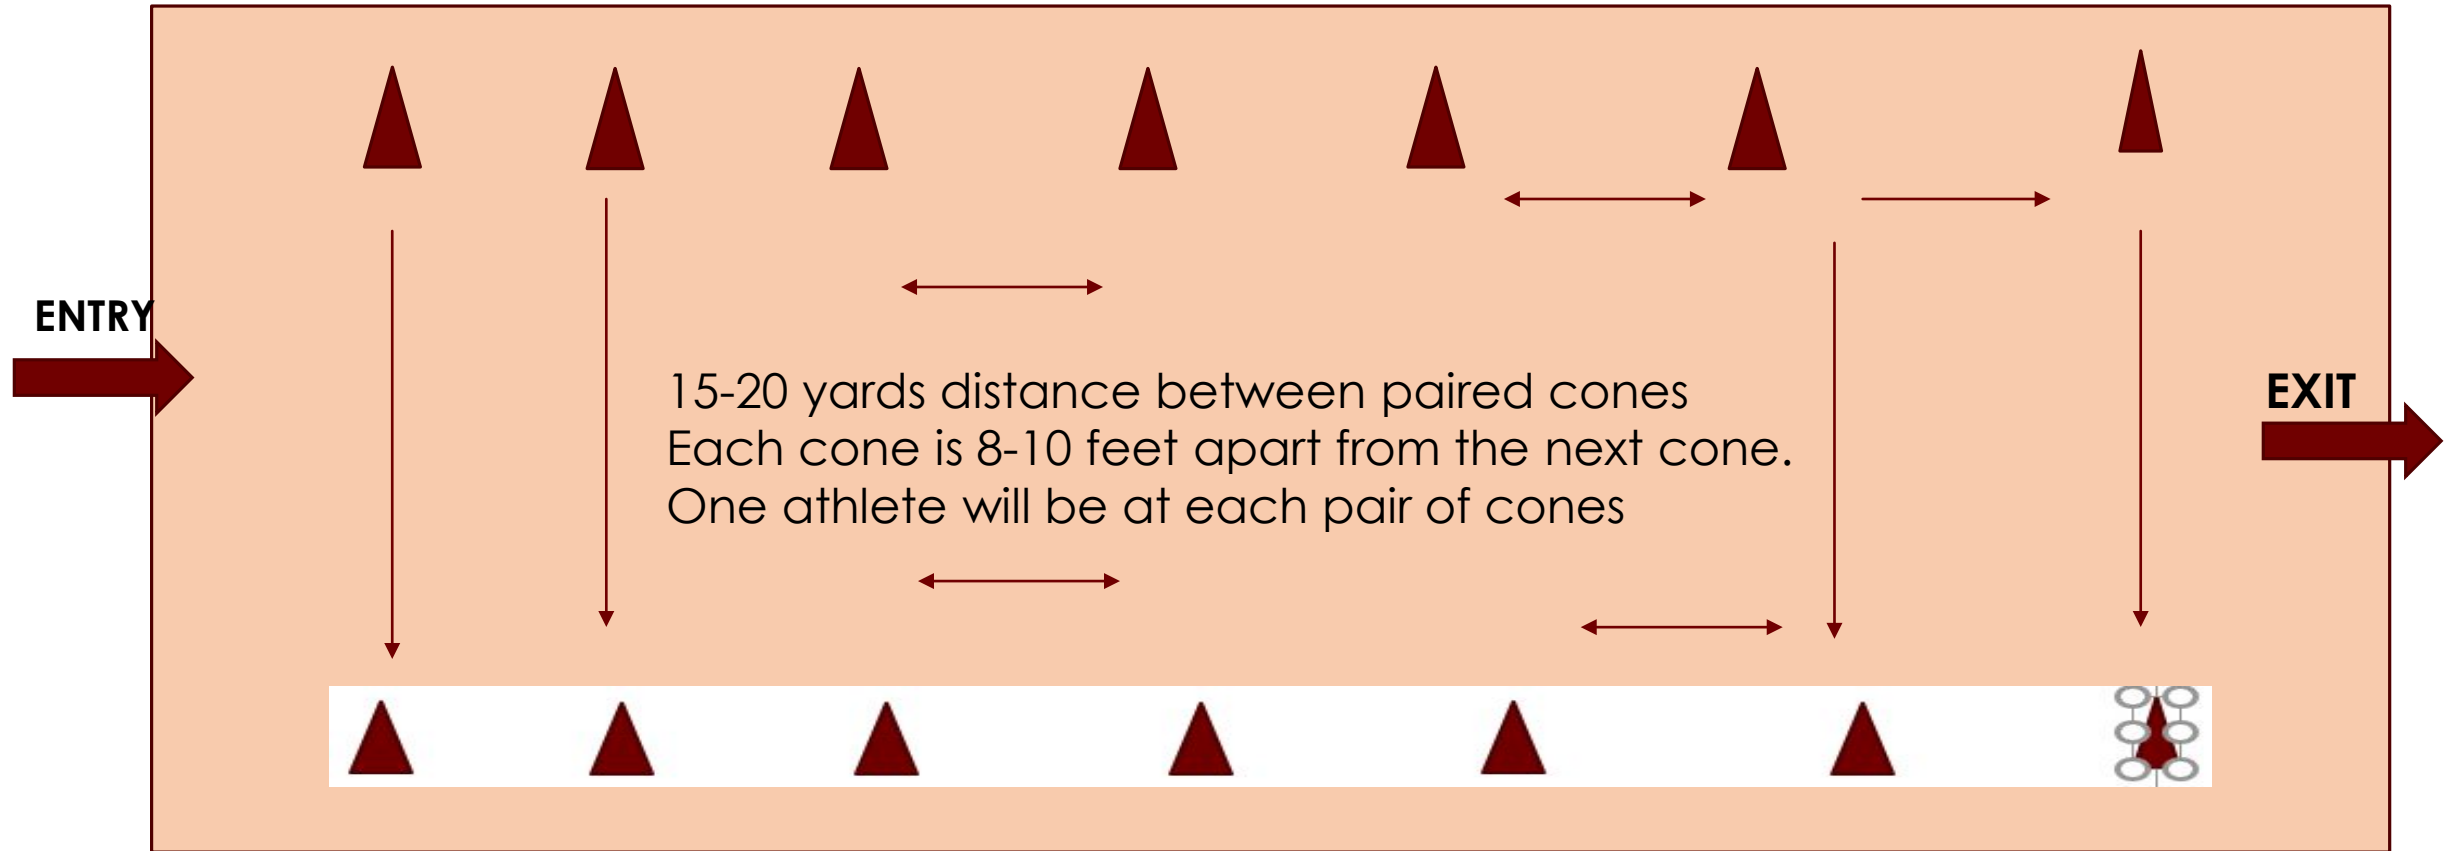 ENTRY
15-20 yards distance between paired cones
EXIT
Each cone is 8-10 feet apart from the next cone.
One athlete will be at each pair of cones